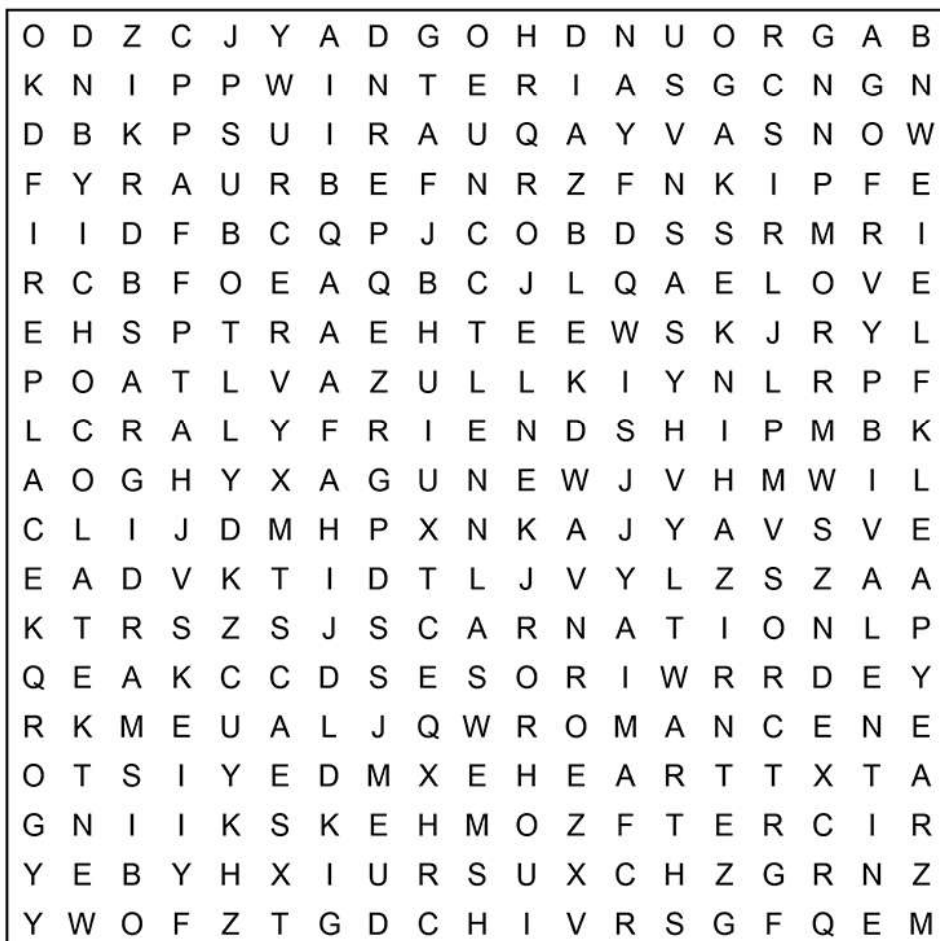 O D Z C J Y A D G O H D N U O R G A B
K N I P P W I N T E R I A S G C N G N
D B K P S U I R A U Q A Y V A S N O W
F Y R A U R B E F N R Z F N K I P F E
I I D F B C Q P J C O B D S S R M R I
R C B F O E A Q B C J L Q A E L O V E
E H S P T R A E H T E E W S K J R Y L
P O A T L V A Z U L L K I Y N L R P F
L C R A L Y F R I E N D S H I P M B K
A O G H Y X A G U N E W J V H M W I L
C L I J D M H P X N K A J Y A V S V E
E A D V K T I D T L J V Y L Z S Z A A
K T R S Z S J S C A R N A T I O N L P
Q E A K C C D S E S O R I W R R D E Y
R K M E U A L J Q W R O M A N C E N E
O T S I Y E D M X E H E A R T T X T A
G N I I K S K E H M O Z F T E R C I R
Y E B Y H X I U R S U X C H Z G R N Z
Y W O F Z T G D C H I V R S G F Q E M